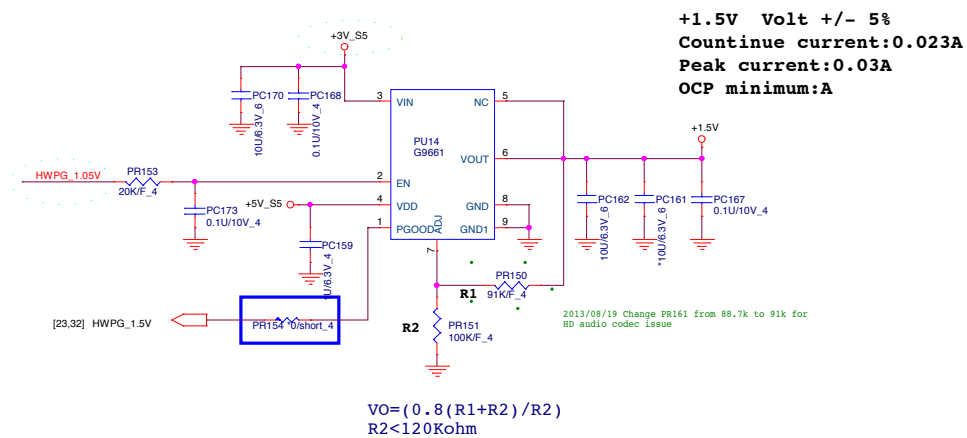 +1.5V Volt +/- 5%
Countinue current:0.023A
Peak current:0.03A
OCP minimum:A
+3V_S5
PC170
10U/6.3V_6
PC168
0.1U/10V_4
3
VIN
NC
5
PU14
G9661
+1.5V
VOUT
6
HWPG_1.05V
PR153
20K/F_4
2
EN
PC173
0.1U/10V_4
+5V_S5
4
VDD
GND
8
1
PGOOD
GND1
9
ADJ
7
PC162
10U/6.3V_6
PC161
*10U/6.3V_6
PC167
0.1U/10V_4
PC159
1U/6.3V_4
PR150
R1
91K/F_4
[23,32] HWPG_1.5V
PR154 *0/short_4
R2
PR151
100K/F_4
2013/08/19 Change PR161 from 88.7k to 91k for
HD audio codec issue
VO=(0.8(R1+R2)/R2)
R2<120Kohm